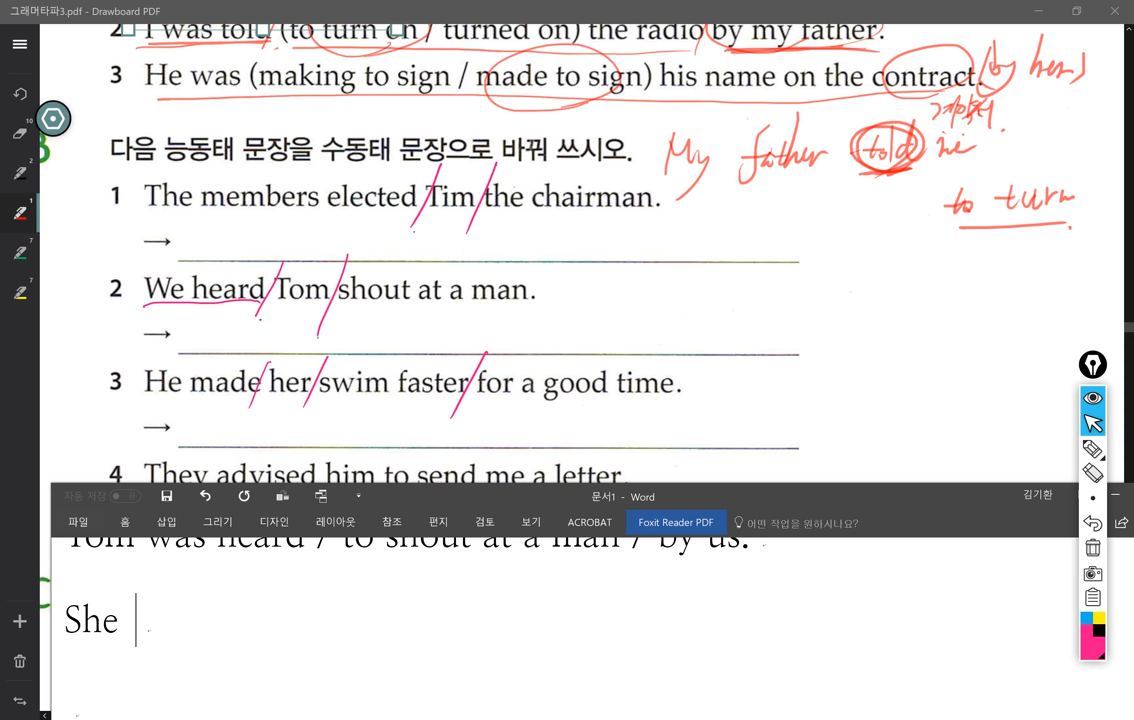 그래머타파3.pdf - Drawboard PDF
2 I was told (to turn on / turned on) the radio by my father.
3 He was (making to sign / made to sign) his name on the contract. (by her)
계약서.
다음 능동태 문장을 수동태 문장으로 바꿔 쓰시오.
My father told
to turn
1 The members elected Tim the chairman.
→
2 We heard Tom shout at a man.
→
3 He made her swim faster for a good time.
→
4 They advised him to send me a letter.
10
2
1
7
7
자동 저장
문서1 - Word
김기환
파일 홈 삽입 그리기 디자인 레이아웃 참조 편지 검토 보기 ACROBAT Foxit Reader PDF 어떤 작업을 원하시나요?
Tom was heard / to shout at a man / by us.
She